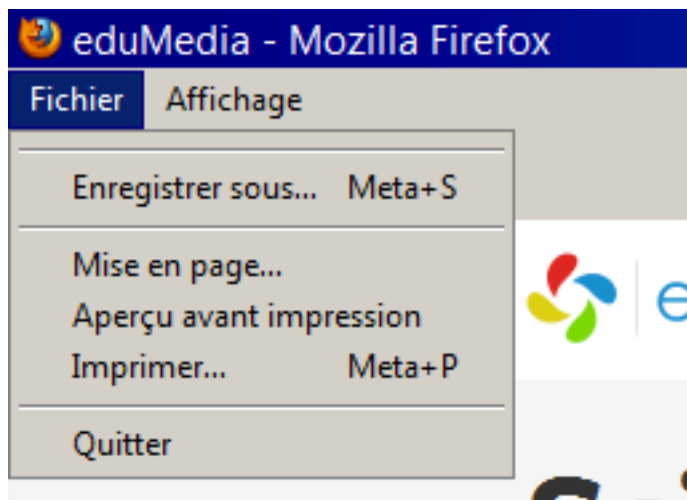 eduMedia - Mozilla Firefox
Fichier Affichage
Enregistrer sous... Meta+S
Mise en page...
Aperçu avant impression
Imprimer... Meta+P
Quitter